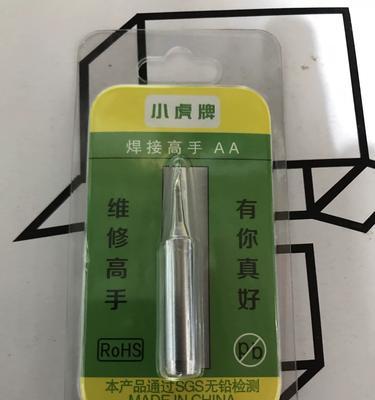 小虎牌
焊接高手 AA
维修高手
有你真好
RoHS
Pb
本产品通过SGS无铅检测
MADE IN CHINA